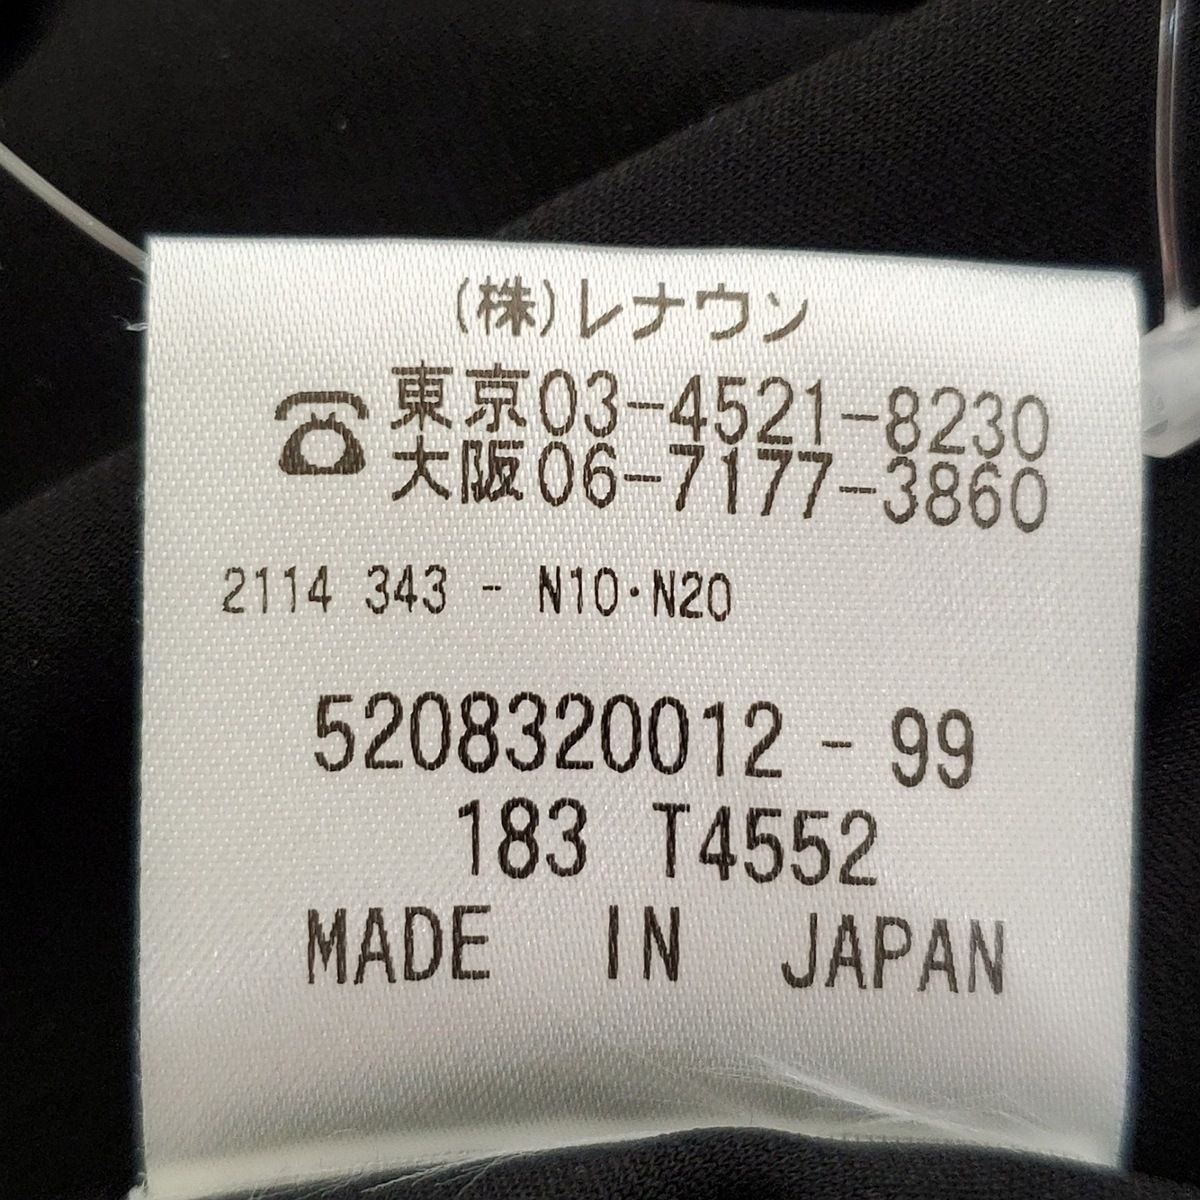 (株)レナウン
☎ 東京03-4521-8230
大阪06-7177-3860
2114 343 - N10・N20
5208320012 - 99
183 T4552
MADE IN JAPAN